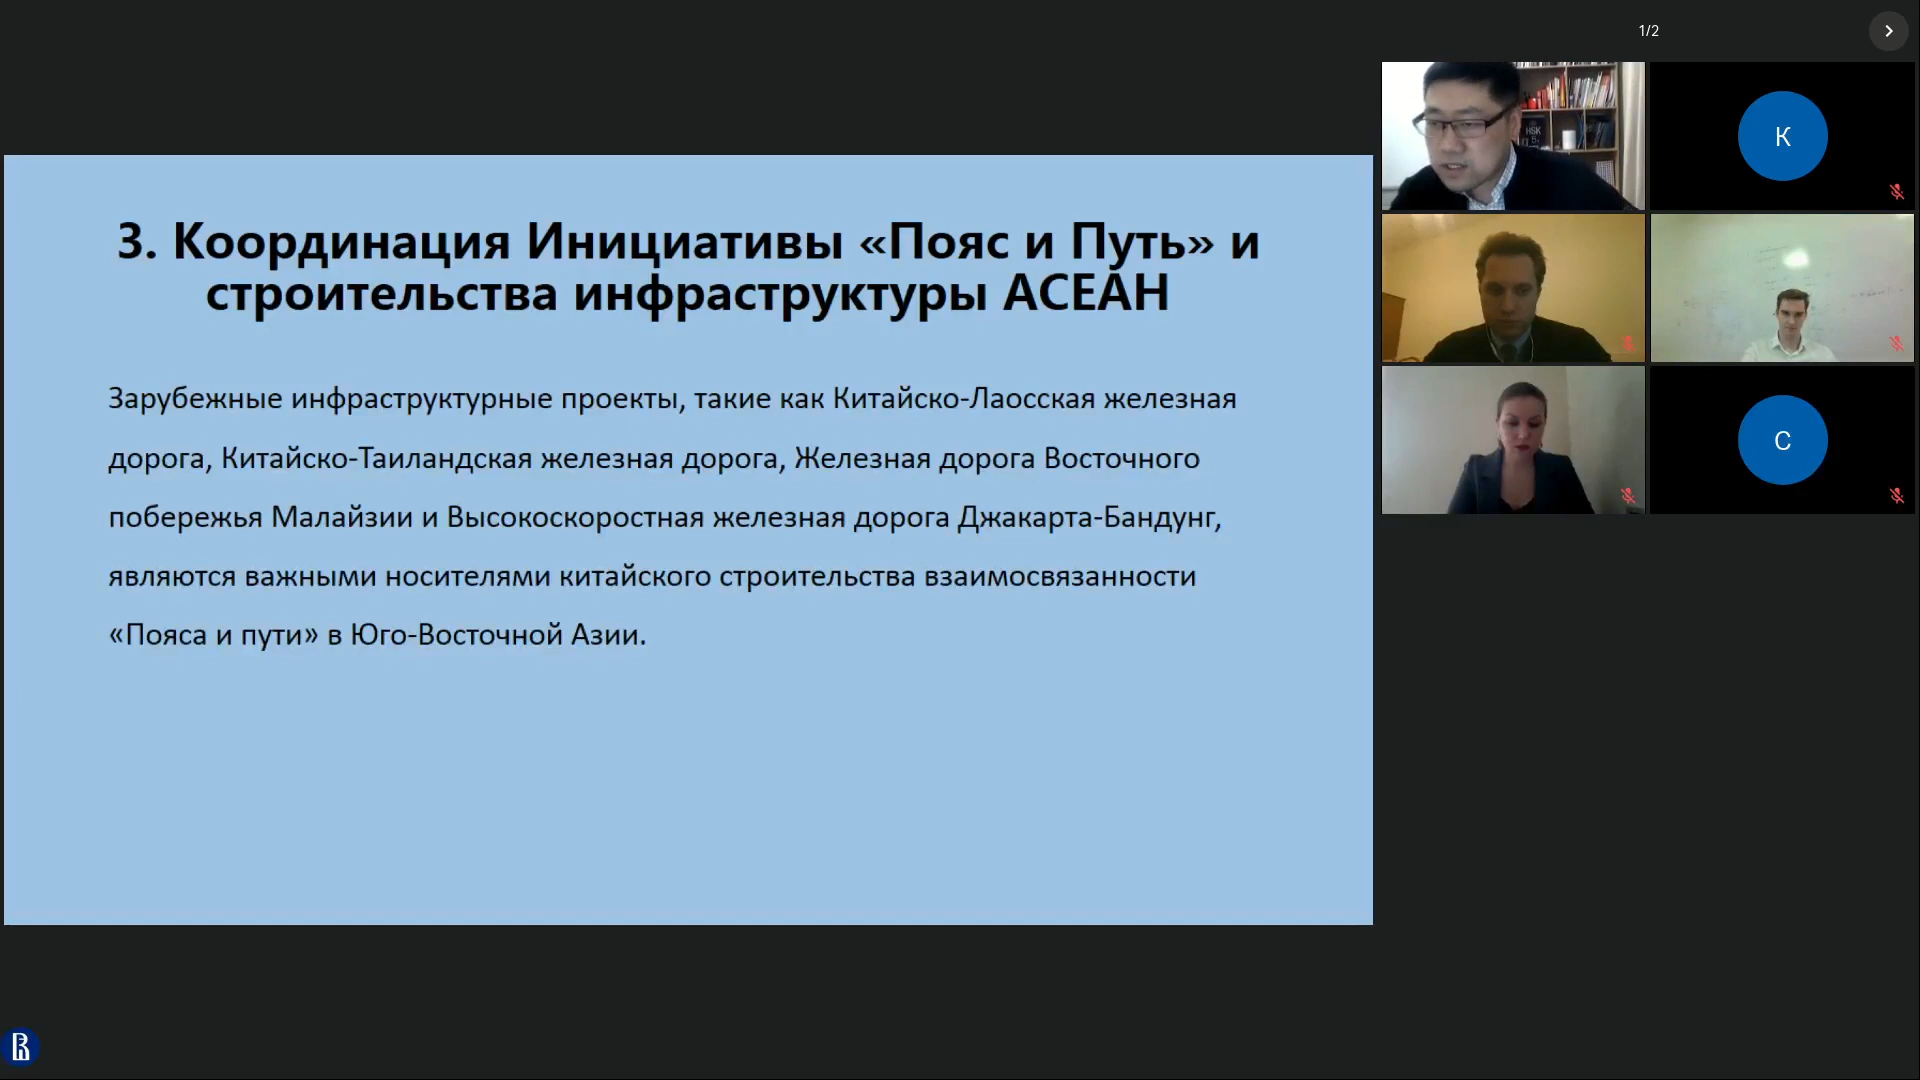 1/2
3. Координация Инициативы «Пояс и Путь» и
строительства инфраструктуры АСЕАН
Зарубежные инфраструктурные проекты, такие как Китайско-Лаосская железная
дорога, Китайско-Таиландская железная дорога, Железная дорога Восточного
побережья Малайзии и Высокоскоростная железная дорога Джакарта-Бандунг,
являются важными носителями китайского строительства взаимосвязанности
«Пояса и пути» в Юго-Восточной Азии.
HSK
К
С